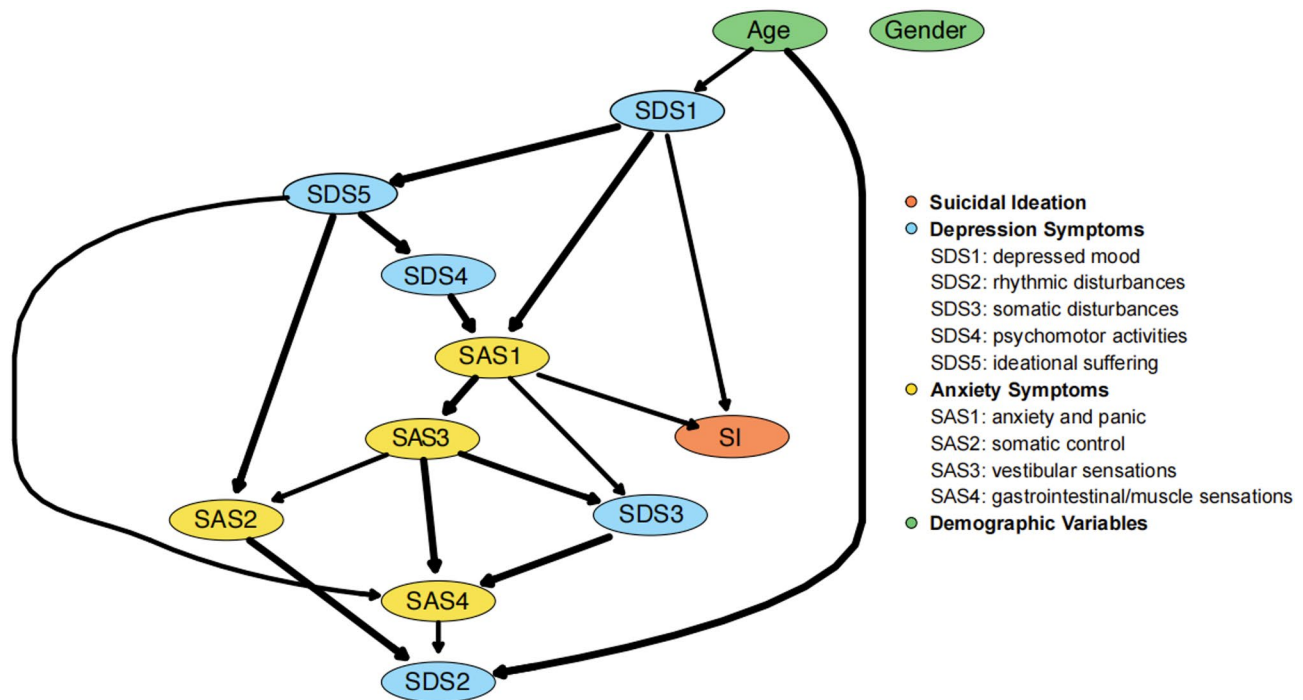 Age
Gender
SDS1
SDS5
SDS4
SAS1
SAS3
SI
SAS2
SDS3
SAS4
SDS2
Suicidal Ideation
Depression Symptoms
SDS1: depressed mood
SDS2: rhythmic disturbances
SDS3: somatic disturbances
SDS4: psychomotor activities
SDS5: ideational suffering
Anxiety Symptoms
SAS1: anxiety and panic
SAS2: somatic control
SAS3: vestibular sensations
SAS4: gastrointestinal/muscle sensations
Demographic Variables